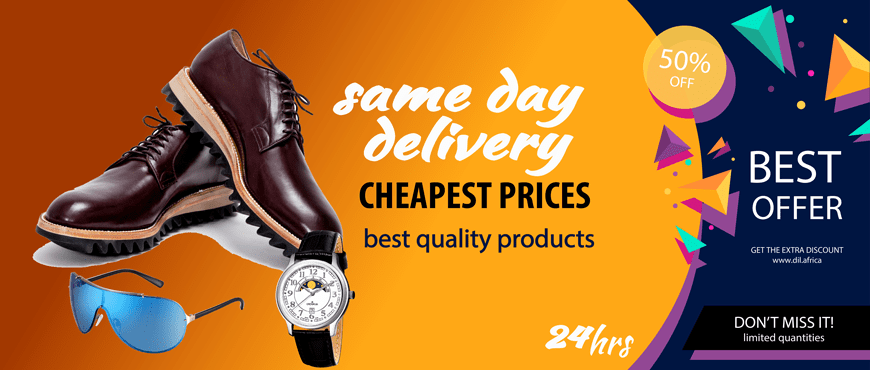 same day
delivery
CHEAPEST PRICES
best quality products
24hrs
50%
OFF
BEST
OFFER
GET THE EXTRA DISCOUNT
www.dil.africa
DON'T MISS IT!
limited quantities